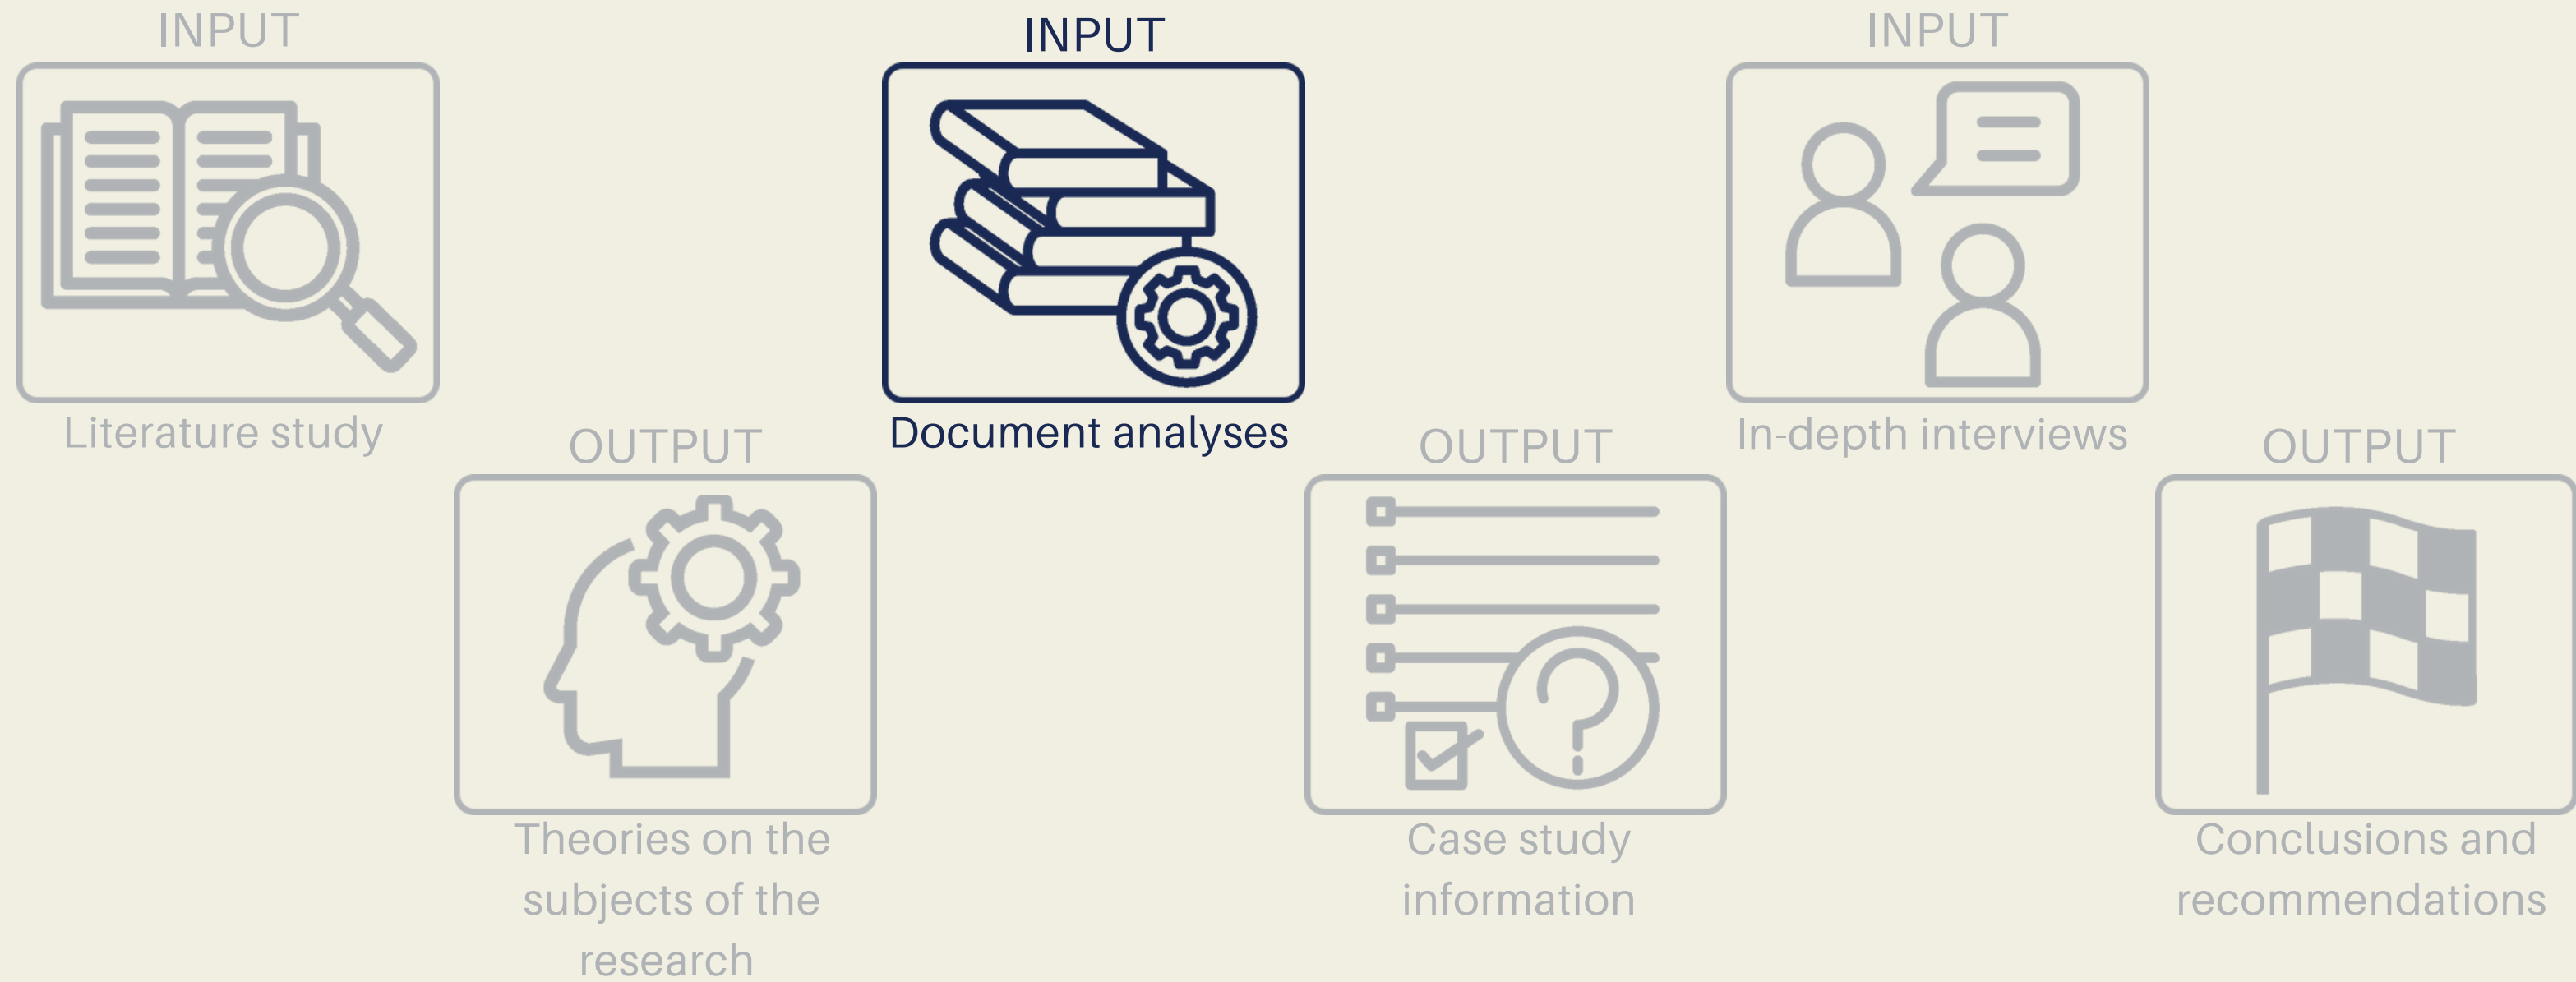 INPUT
Literature study
OUTPUT
Theories on the
subjects of the
research
INPUT
Document analyses
OUTPUT
Case study
information
INPUT
In-depth interviews
OUTPUT
Conclusions and
recommendations